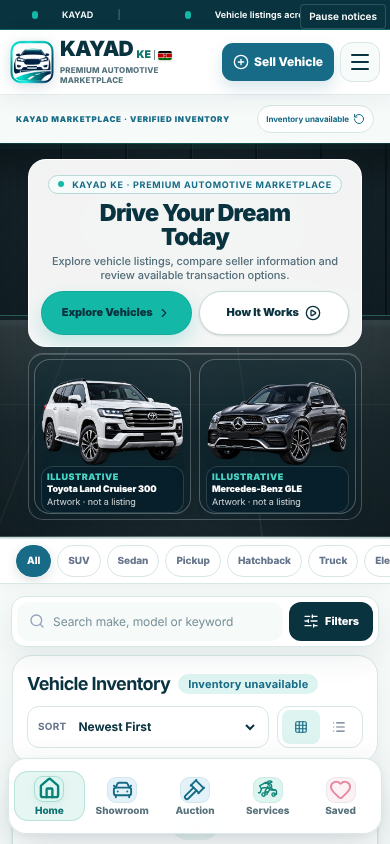 KAYAD
Vehicle listings acr
Pause notices
KAYAD KE
PREMIUM AUTOMOTIVE
MARKETPLACE
Sell Vehicle
KAYAD MARKETPLACE · VERIFIED INVENTORY
Inventory unavailable
KAYAD KE · PREMIUM AUTOMOTIVE MARKETPLACE
Drive Your Dream
Today
Explore vehicle listings, compare seller information and
review available transaction options.
Explore Vehicles
How It Works
ILLUSTRATIVE
Toyota Land Cruiser 300
Artwork · not a listing
ILLUSTRATIVE
Mercedes-Benz GLE
Artwork · not a listing
All
SUV
Sedan
Pickup
Hatchback
Truck
Ele
Search make, model or keyword
Filters
Vehicle Inventory
Inventory unavailable
SORT
Newest First
Home
Showroom
Auction
Services
Saved